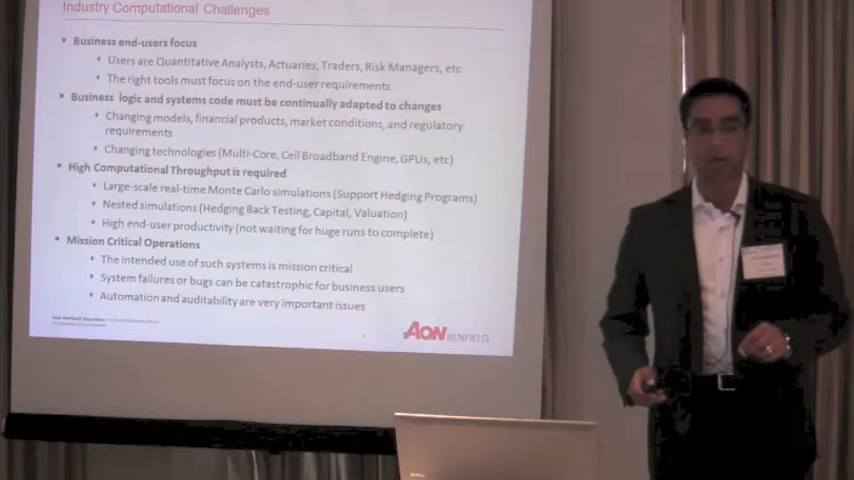 Industry Computational Challenges
Business end-users focus
Users are Quantitative Analysts, Actuaries, Traders, Risk Managers, etc
The right tools must focus on the end-user requirements
Business logic and systems code must be continually adapted to changes
Changing models, financial products, market conditions, and regulatory
requirements
Changing technologies (Multi-Core, Cell Broadband Engine, GPUs, etc)
High Computational Throughput is required
Large-scale real-time Monte Carlo simulations (Support Hedging Programs)
Nested simulations (Hedging Back Testing, Capital, Valuation)
High end-user productivity (not waiting for huge runs to complete)
Mission Critical Operations
The intended use of such systems is mission critical
System failures or bugs can be catastrophic for business users
Automation and auditability are very important issues
Aon Benfield Securities
AON BENFIELD
DELL